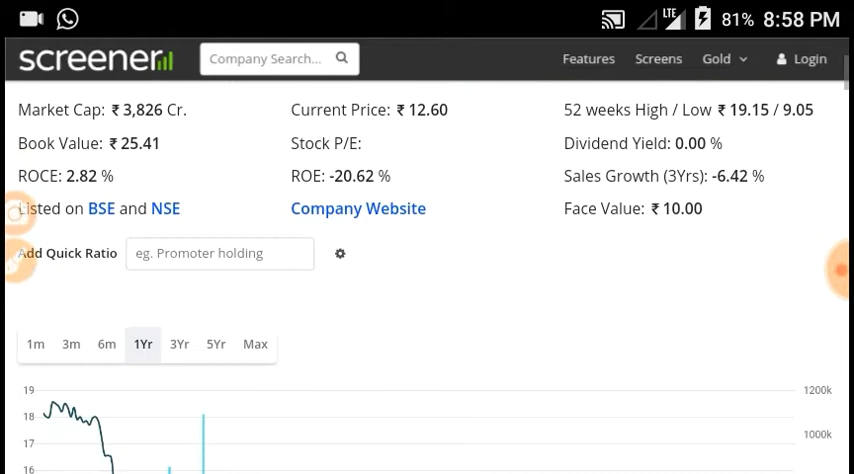 LTE 81% 8:58 PM
screener Company Search... Features Screens Gold Login
Market Cap: ₹ 3,826 Cr. Current Price: ₹ 12.60 52 weeks High / Low ₹ 19.15 / 9.05
Book Value: ₹ 25.41 Stock P/E: Dividend Yield: 0.00 %
ROCE: 2.82 % ROE: -20.62 % Sales Growth (3Yrs): -6.42 %
Listed on BSE and NSE Company Website Face Value: ₹ 10.00
Add Quick Ratio eg. Promoter holding
1m 3m 6m 1Yr 3Yr 5Yr Max
19 1200k
18
1000k
17
16